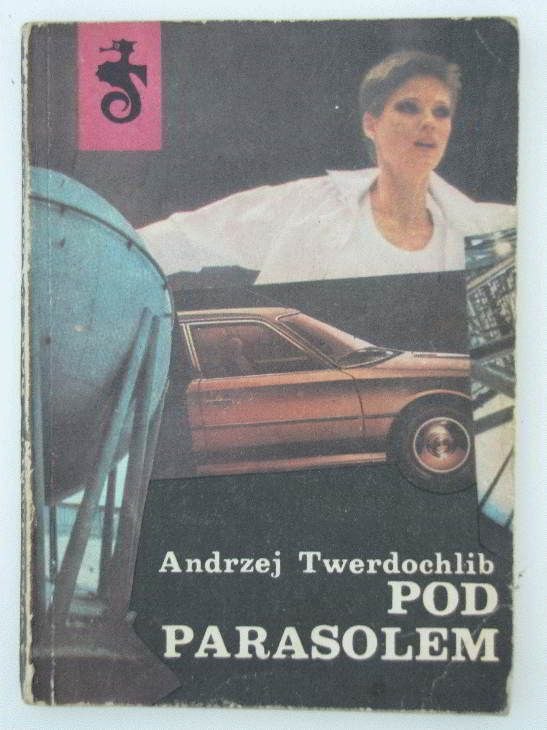 Andrzej Twerdochlib
POD
PARASOLEM